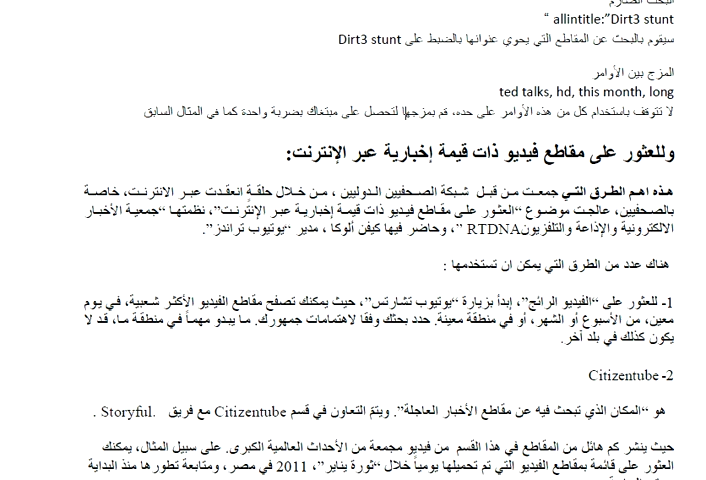 البحث الصارم
allintitle:”Dirt3 stunt “
سيقوم بالبحث عن المقاطع التي يحوي عنوانها بالضبط على Dirt3 stunt
المزج بين الأوامر
ted talks, hd, this month, long
لا تتوقف باستخدام كل من هذه الأوامر على حده، قم بمزجها لتحصل على مبتغاك بضربة واحدة كما في المثال السابق
وللعثور على مقاطع فيديو ذات قيمة إخبارية عبر الإنترنت:
هذه اهم الطرق التي جمعت من قبل شبكة الصحفيين الدوليين ، من خلال حلقةٍ انعقدت عبر الانترنت، خاصة
بالصحفيين، عالجت موضوع “العثور على مقاطع فيديو ذات قيمة إخبارية عبر الإنترنت”، نظمتها “جمعية الأخبار
الالكترونية والإذاعة والتلفزيونRTDNA ”، وحاضر فيها كيفن ألوكا ، مدير “يوتيوب تراندز”.
هناك عدد من الطرق التي يمكن ان تستخدمها :
1- للعثور على “الفيديو الرائج”، إبدأ بزيارة “يوتيوب تشارتس”، حيث يمكنك تصفح مقاطع الفيديو الأكثر شعبية، في يوم
معين، من الأسبوع أو الشهر، أو في منطقة معينة. حدد بحثك وفقا لاهتمامات جمهورك. ما يبدو مهماً في منطقة ما، قد لا
يكون كذلك في بلد آخر.
2- Citizentube
هو “المكان الذي تبحث فيه عن مقاطع الأخبار العاجلة”. ويتمّ التعاون في قسم Citizentube مع فريق Storyful. .
حيث ينشر كم هائل من المقاطع في هذا القسم من فيديو مجمعة من الأحداث العالمية الكبرى. على سبيل المثال، يمكنك
العثور على قائمة بمقاطع الفيديو التي تم تحميلها يومياً خلال “ثورة يناير”، 2011 في مصر، ومتابعة تطورها منذ البداية